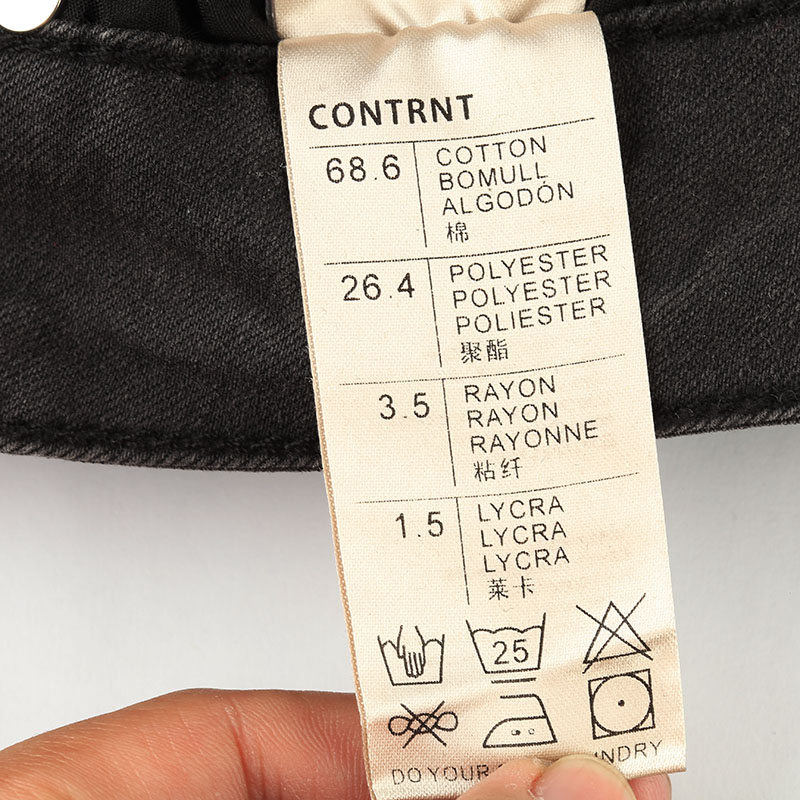 CONTRNT
68.6 COTTON
BOMULL
ALGODÓN
棉
26.4 POLYESTER
POLYESTER
POLIESTER
聚酯
3.5 RAYON
RAYON
RAYONNE
粘纤
1.5 LYCRA
LYCRA
LYCRA
莱卡
25
DO YOUR